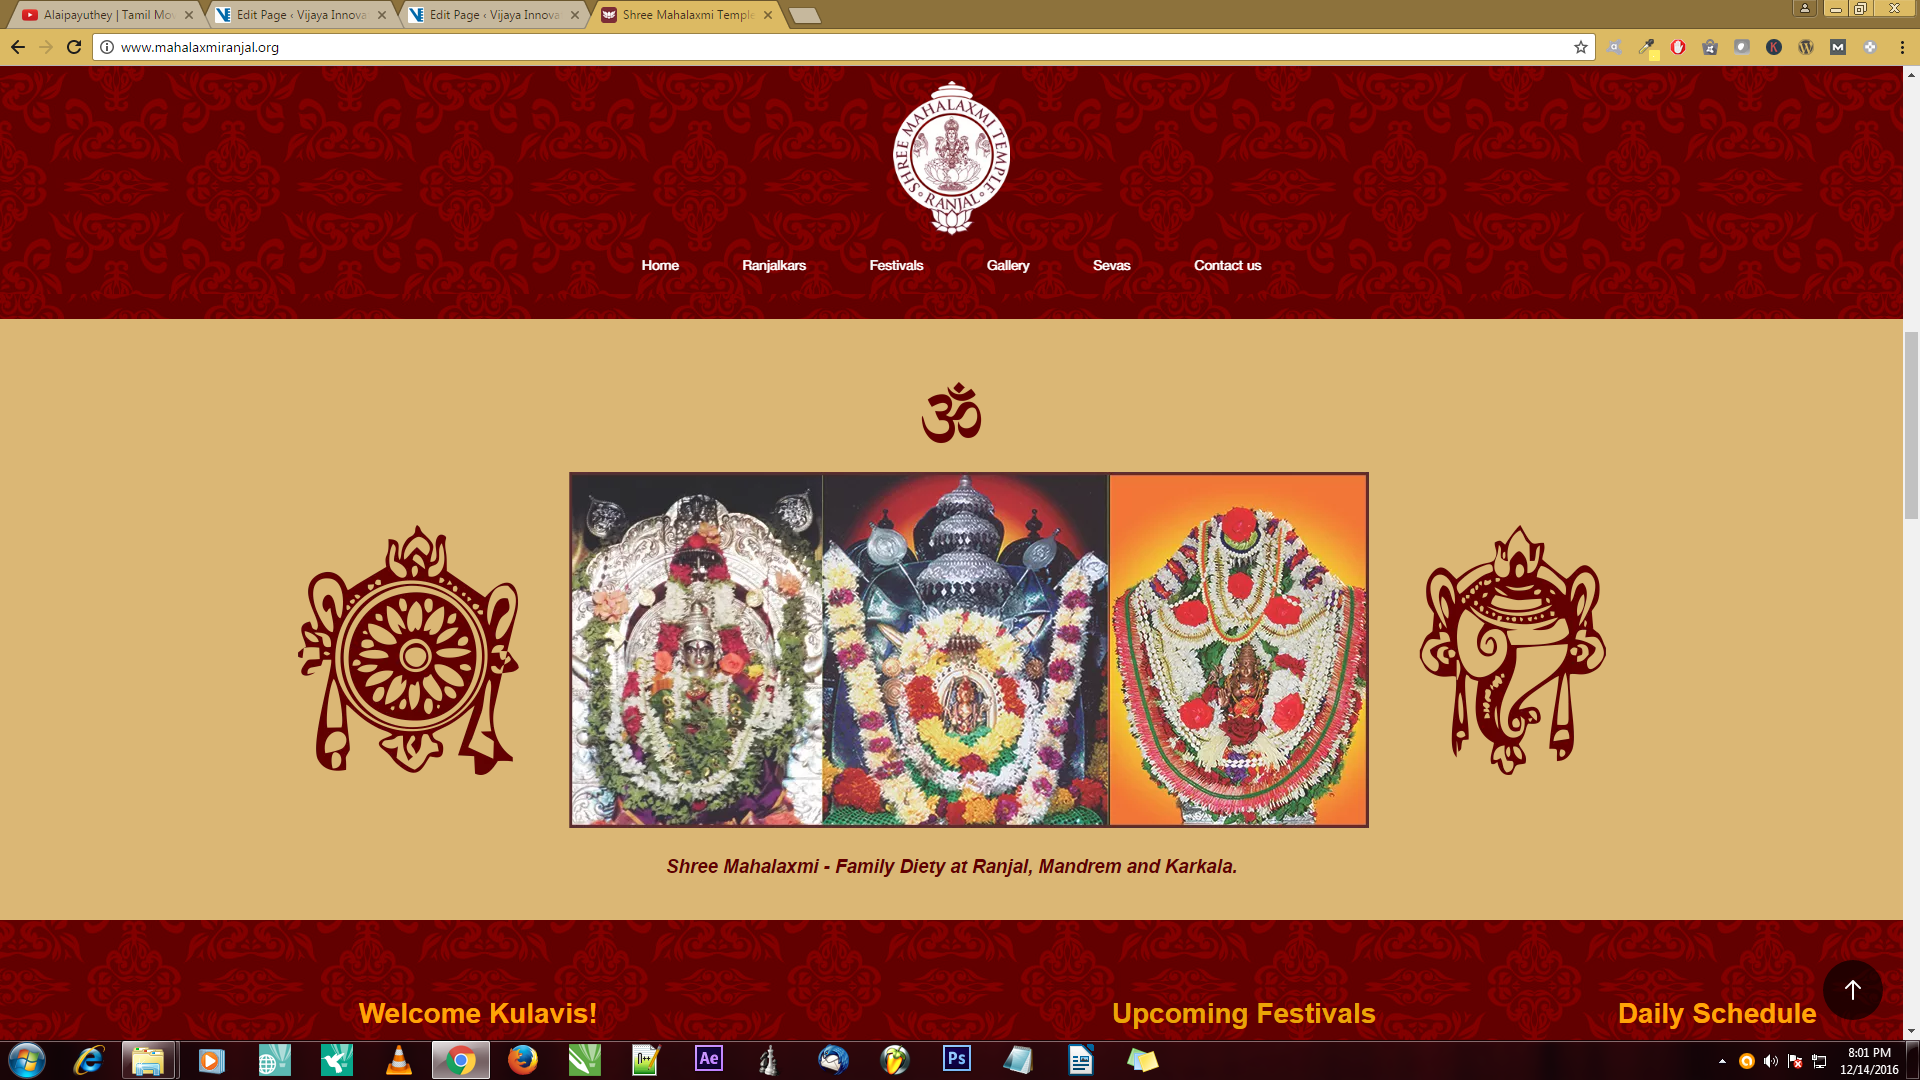 Alaipayuthey | Tamil Mov
Edit Page ‹ Vijaya Innova
Edit Page ‹ Vijaya Innova
Shree Mahalaxmi Temple
www.mahalaxmiranjal.org
SHREE MAHALAXMI TEMPLE
RANJAL
Home Ranjalkars Festivals Gallery Sevas Contact us
ॐ
Shree Mahalaxmi - Family Diety at Ranjal, Mandrem and Karkala.
Welcome Kulavis! Upcoming Festivals Daily Schedule
Ae Ps
8:01 PM
12/14/2016